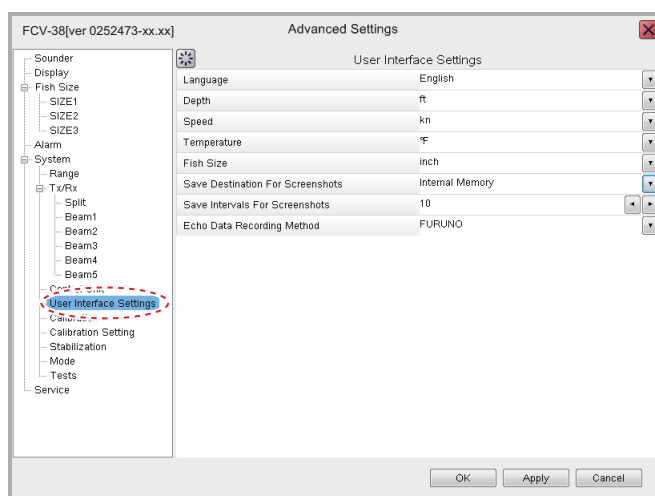 FCV-38[ver 0252473-xx.xx]
Advanced Settings
Sounder
Display
Fish Size
SIZE1
SIZE2
SIZE3
Alarm
System
Range
Tx/Rx
Split
Beam1
Beam2
Beam3
Beam4
Beam5
Control Unit
User Interface Settings
Calibration
Calibration Setting
Stabilization
Mode
Tests
Service
User Interface Settings
Language English
Depth ft
Speed kn
Temperature °F
Fish Size inch
Save Destination For Screenshots Internal Memory
Save Intervals For Screenshots 10
Echo Data Recording Method FURUNO
OK Apply Cancel